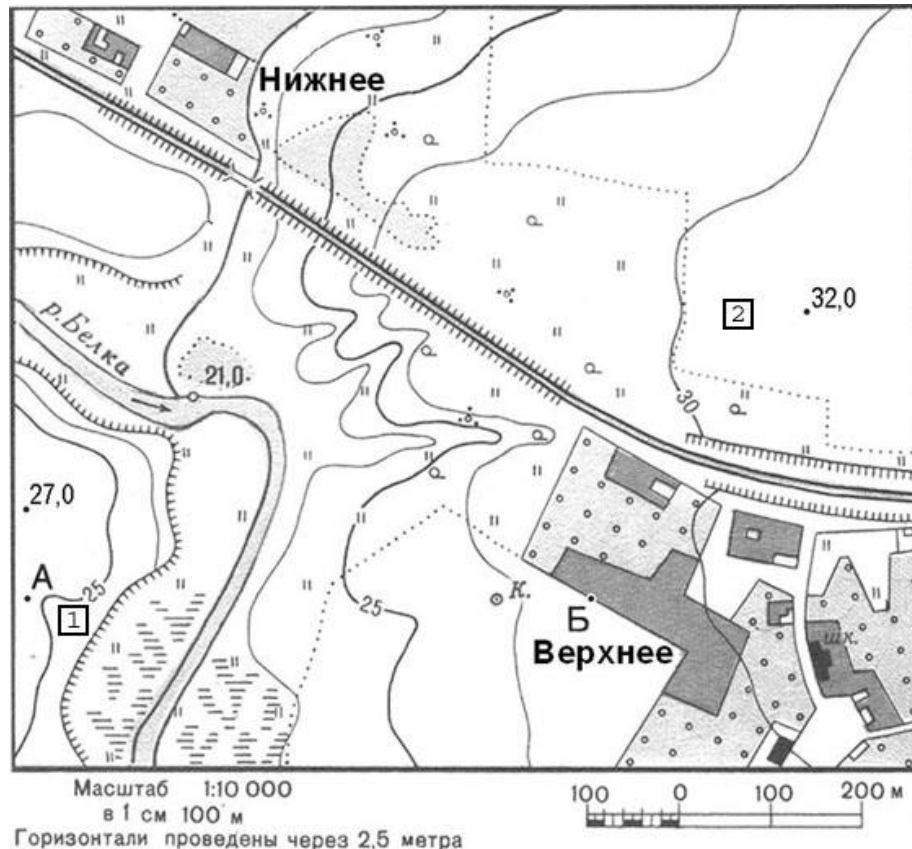 Нижнее
р. Белка
21,0
2
32,0
30
27,0
А
25
1
25
К.
Б
Верхнее
шк.
Масштаб 1:10 000
в 1 см 100 м
Горизонтали проведены через 2,5 метра
100 0 100 200 м